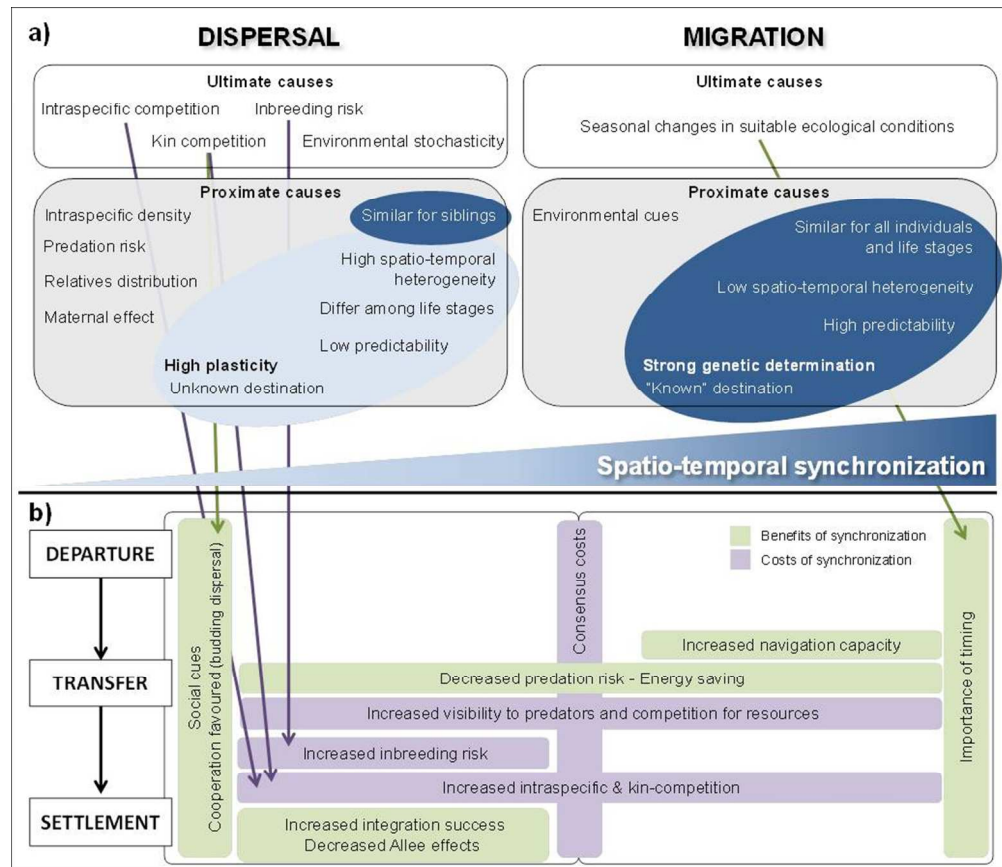 a)
DISPERSAL
MIGRATION
Ultimate causes
Intraspecific competition
Inbreeding risk
Kin competition
Environmental stochasticity
Ultimate causes
Seasonal changes in suitable ecological conditions
Proximate causes
Intraspecific density
Similar for siblings
Predation risk
High spatio-temporal
heterogeneity
Relatives distribution
Differ among life stages
Maternal effect
Low predictability
High plasticity
Unknown destination
Proximate causes
Environmental cues
Similar for all individuals
and life stages
Low spatio-temporal heterogeneity
High predictability
Strong genetic determination
"Known" destination
Spatio-temporal synchronization
b)
DEPARTURE
TRANSFER
SETTLEMENT
Social cues
Cooperation favoured (budding dispersal)
Consensus costs
Benefits of synchronization
Costs of synchronization
Increased navigation capacity
Decreased predation risk - Energy saving
Increased visibility to predators and competition for resources
Increased inbreeding risk
Increased intraspecific & kin-competition
Increased integration success
Decreased Allee effects
Importance of timing